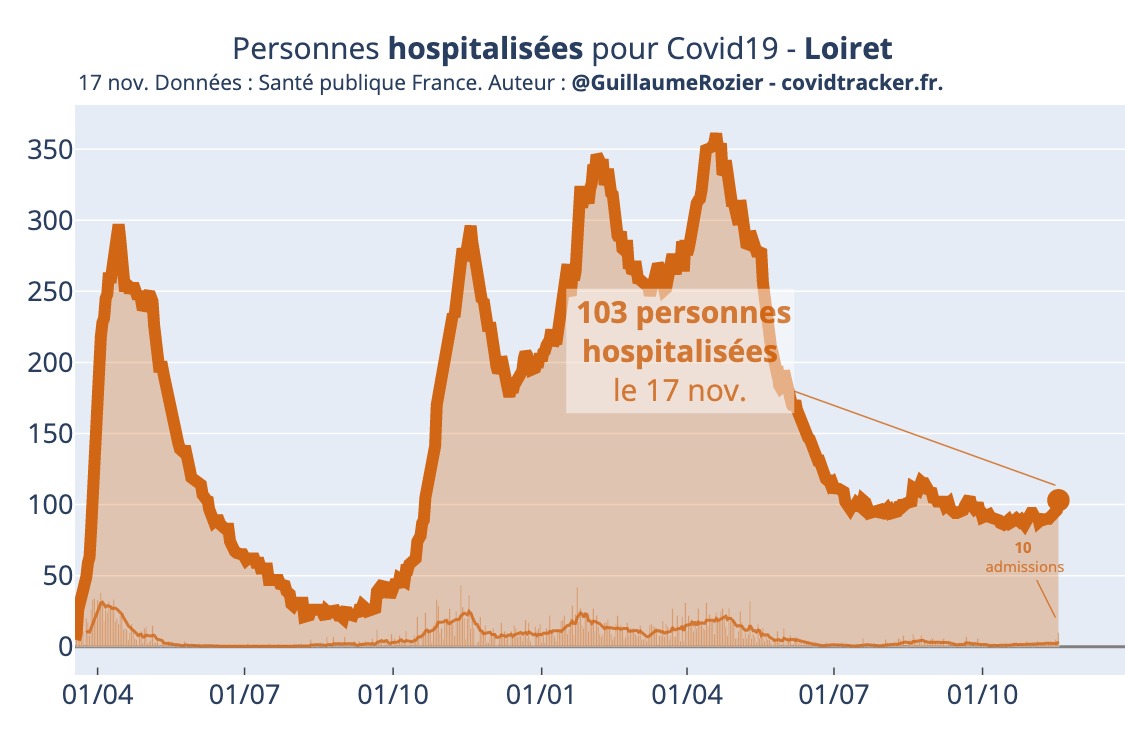 Personnes hospitalisées pour Covid19 - Loiret
17 nov. Données : Santé publique France. Auteur : @GuillaumeRozier - covidtracker.fr.
350
300
250
200
150
100
50
0
103 personnes
hospitalisées
le 17 nov.
10
admissions
01/04
01/07
01/10
01/01
01/04
01/07
01/10